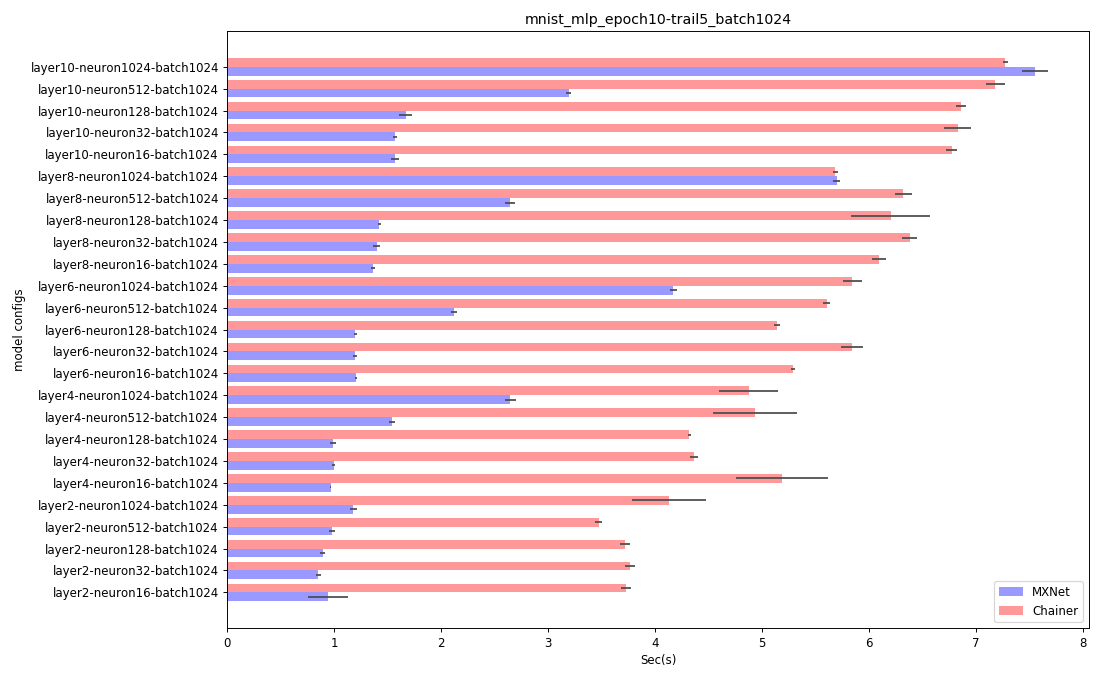 mnist_mlp_epoch10-trail5_batch1024
model configs
layer10-neuron1024-batch1024
layer10-neuron512-batch1024
layer10-neuron128-batch1024
layer10-neuron32-batch1024
layer10-neuron16-batch1024
layer8-neuron1024-batch1024
layer8-neuron512-batch1024
layer8-neuron128-batch1024
layer8-neuron32-batch1024
layer8-neuron16-batch1024
layer6-neuron1024-batch1024
layer6-neuron512-batch1024
layer6-neuron128-batch1024
layer6-neuron32-batch1024
layer6-neuron16-batch1024
layer4-neuron1024-batch1024
layer4-neuron512-batch1024
layer4-neuron128-batch1024
layer4-neuron32-batch1024
layer4-neuron16-batch1024
layer2-neuron1024-batch1024
layer2-neuron512-batch1024
layer2-neuron128-batch1024
layer2-neuron32-batch1024
layer2-neuron16-batch1024
MXNet
Chainer
0 1 2 3 4 5 6 7 8
Sec(s)